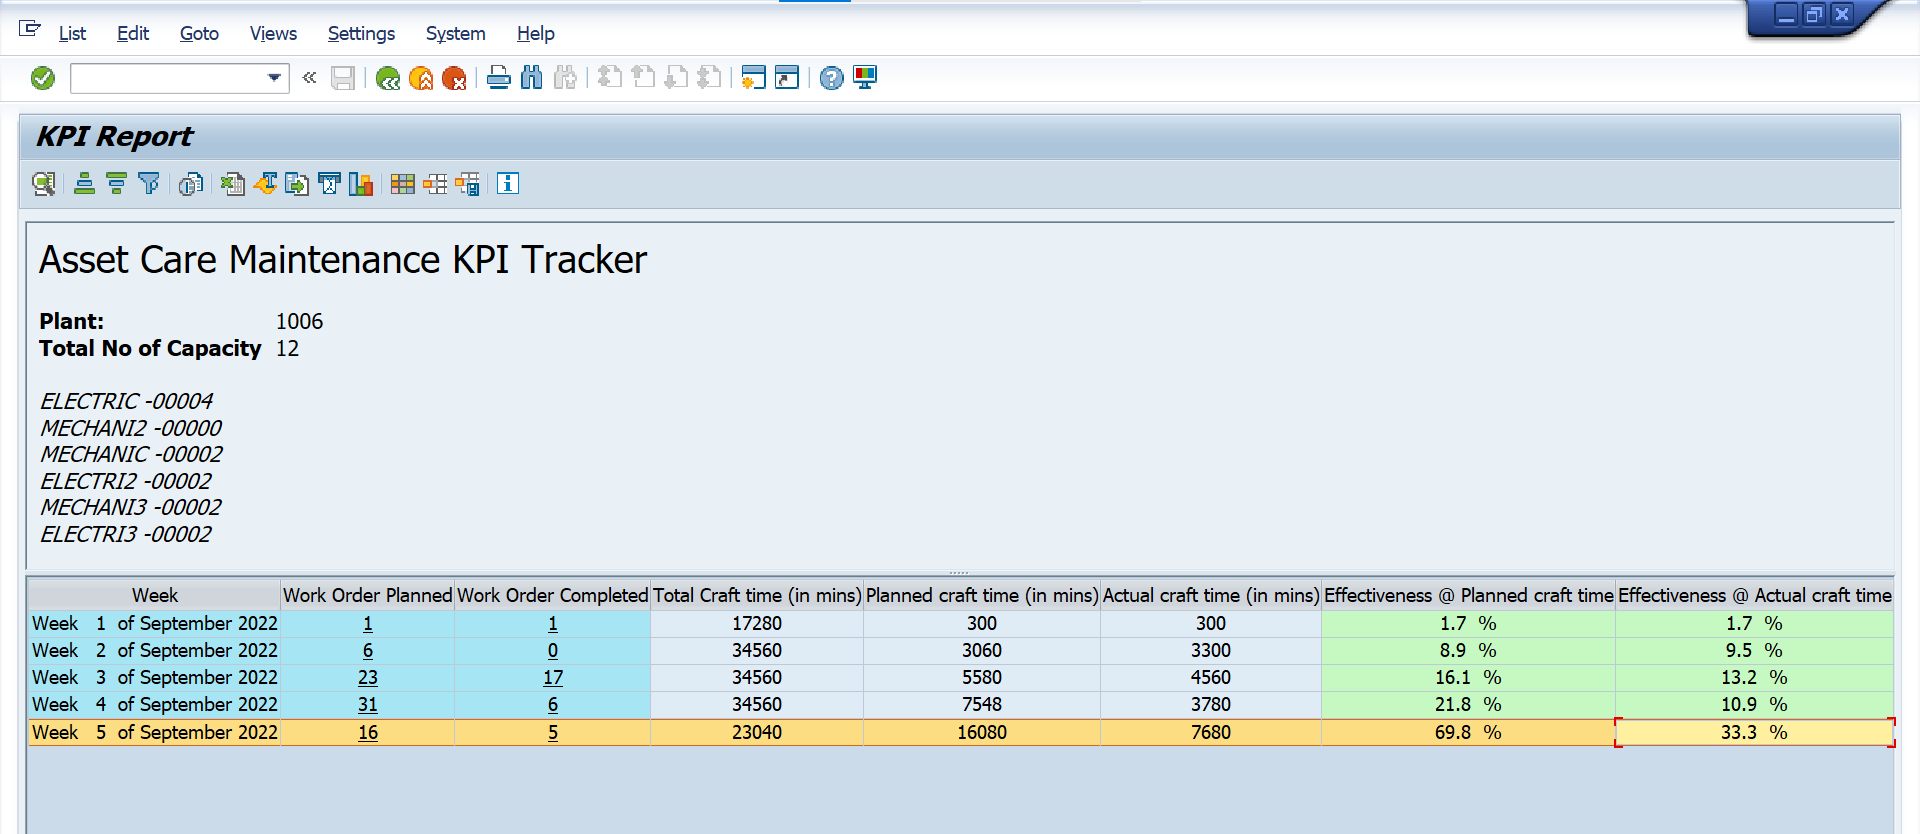 List Edit Goto Views Settings System Help
KPI Report
Asset Care Maintenance KPI Tracker
Plant: 1006
Total No of Capacity 12
ELECTRIC -00004
MECHANI2 -00000
MECHANIC -00002
ELECTRI2 -00002
MECHANI3 -00002
ELECTRI3 -00002
Week Work Order Planned Work Order Completed Total Craft time (in mins) Planned craft time (in mins) Actual craft time (in mins) Effectiveness @ Planned craft time Effectiveness @ Actual craft time
Week 1 of September 2022 1 1 17280 300 300 1.7 % 1.7 %
Week 2 of September 2022 6 0 34560 3060 3300 8.9 % 9.5 %
Week 3 of September 2022 23 17 34560 5580 4560 16.1 % 13.2 %
Week 4 of September 2022 31 6 34560 7548 3780 21.8 % 10.9 %
Week 5 of September 2022 16 5 23040 16080 7680 69.8 % 33.3 %